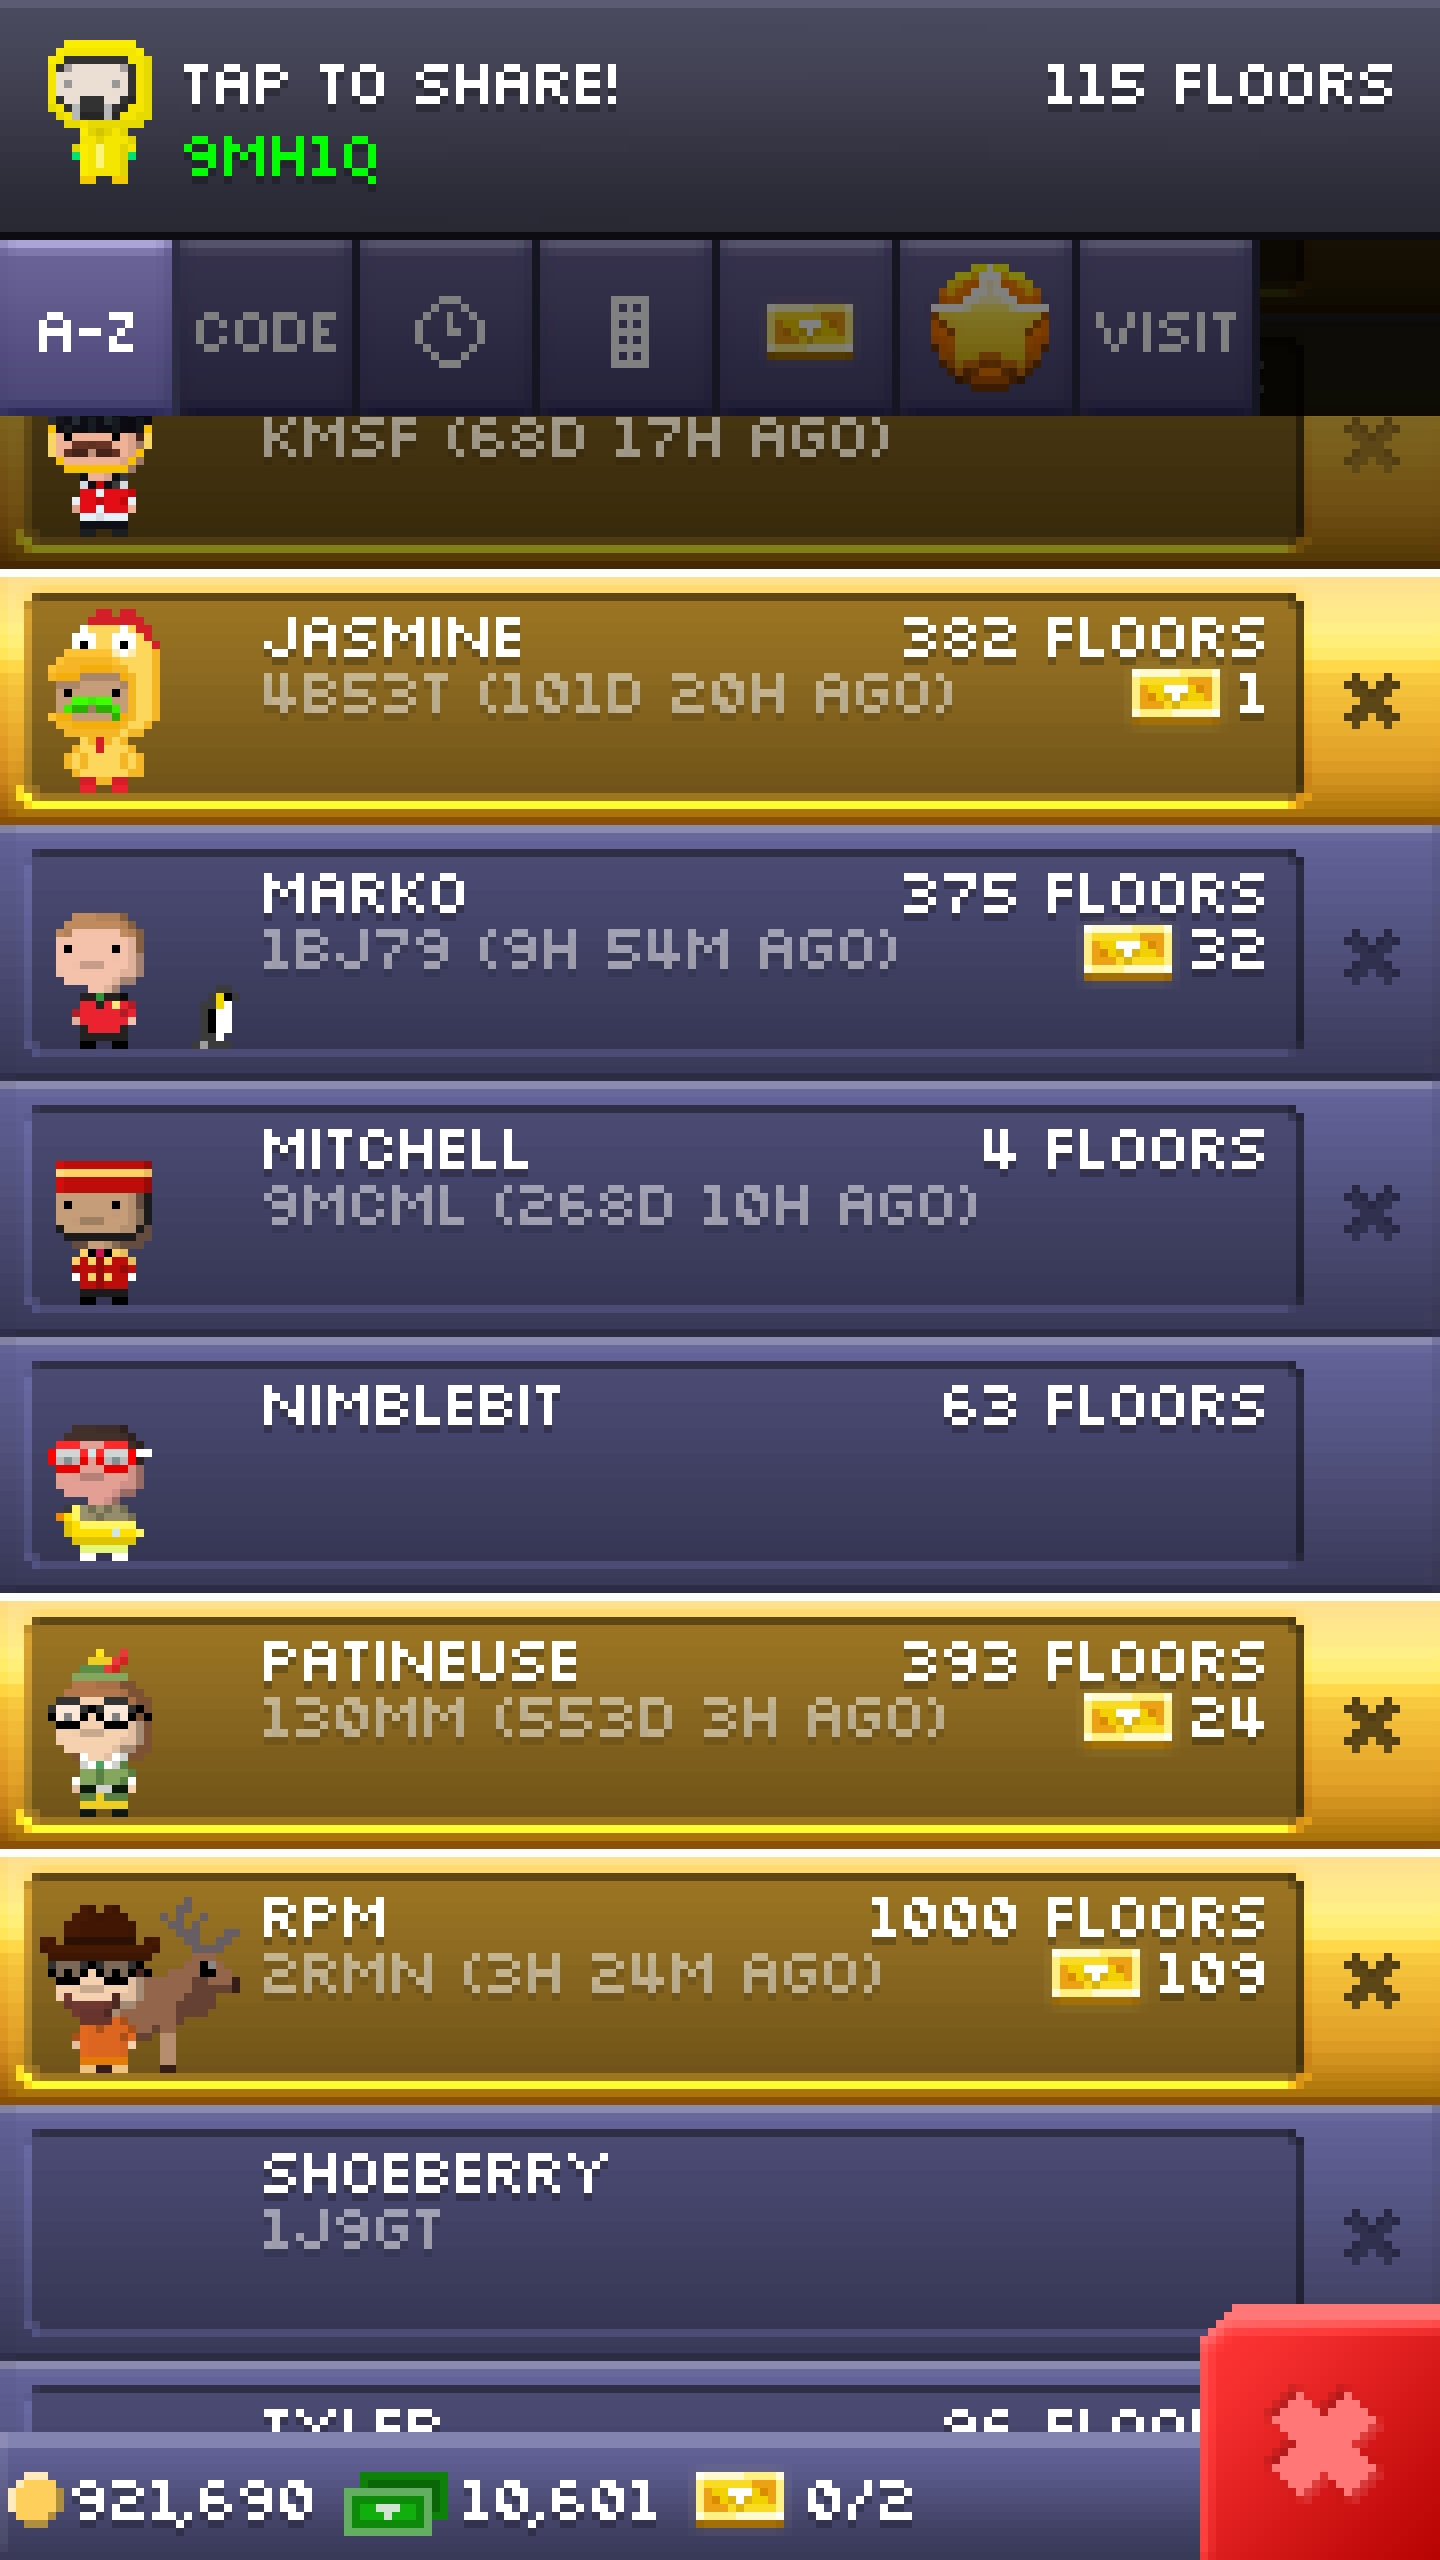 TAP TO SHARE! 115 FLOORS
9MH1Q
A-Z CODE VISIT
KMSF (68D 17H AGO)
JASMINE 382 FLOORS
4B53T (101D 20H AGO) 1
MARKO 375 FLOORS
1BJ79 (9H 54M AGO) 32
MITCHELL 4 FLOORS
9MCML (268D 10H AGO)
NIMBLEBIT 63 FLOORS
PATINEUSE 393 FLOORS
130MM (553D 3H AGO) 24
RPM 1000 FLOORS
2RMN (3H 24M AGO) 109
SHOEBERRY
1J9GT
TYLER
921,690 10,601 0/2